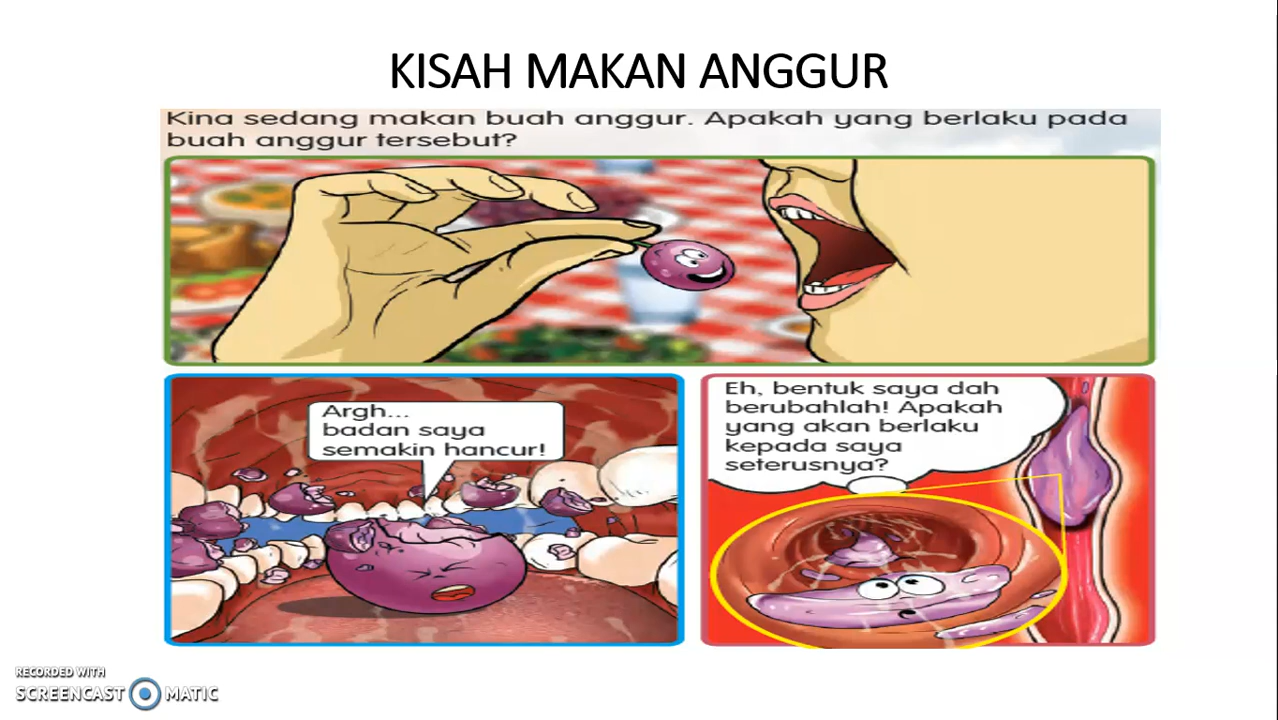 KISAH MAKAN ANGGUR
Kina sedang makan buah anggur. Apakah yang berlaku pada
buah anggur tersebut?
Argh...
badan saya
semakin hancur!
Eh, bentuk saya dah
berubahlah! Apakah
yang akan berlaku
kepada saya
seterusnya?
RECORDED WITH
SCREENCAST MATIC